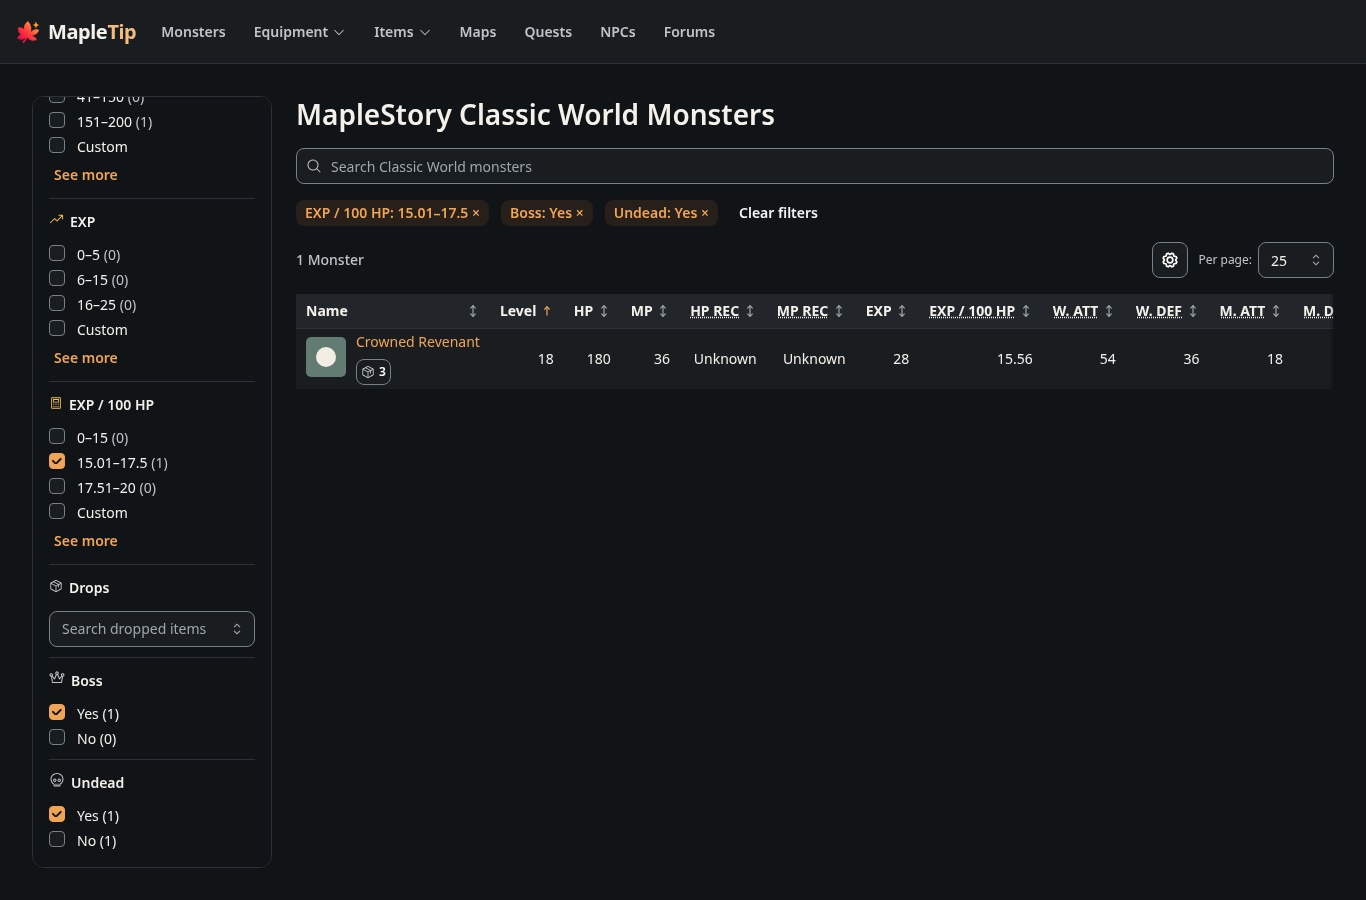 MapleTip
Monsters
Equipment
Items
Maps
Quests
NPCs
Forums
151–200 (1)
Custom
See more
EXP
0–5 (0)
6–15 (0)
16–25 (0)
Custom
See more
EXP / 100 HP
0–15 (0)
15.01–17.5 (1)
17.51–20 (0)
Custom
See more
Drops
Search dropped items
Boss
Yes (1)
No (0)
Undead
Yes (1)
No (1)
MapleStory Classic World Monsters
Search Classic World monsters
EXP / 100 HP: 15.01–17.5 × Boss: Yes × Undead: Yes × Clear filters
1 Monster
Per page: 25
Name Level HP MP HP REC MP REC EXP EXP / 100 HP W. ATT W. DEF M. ATT M. D
Crowned Revenant
18 180 36 Unknown Unknown 28 15.56 54 36 18
3